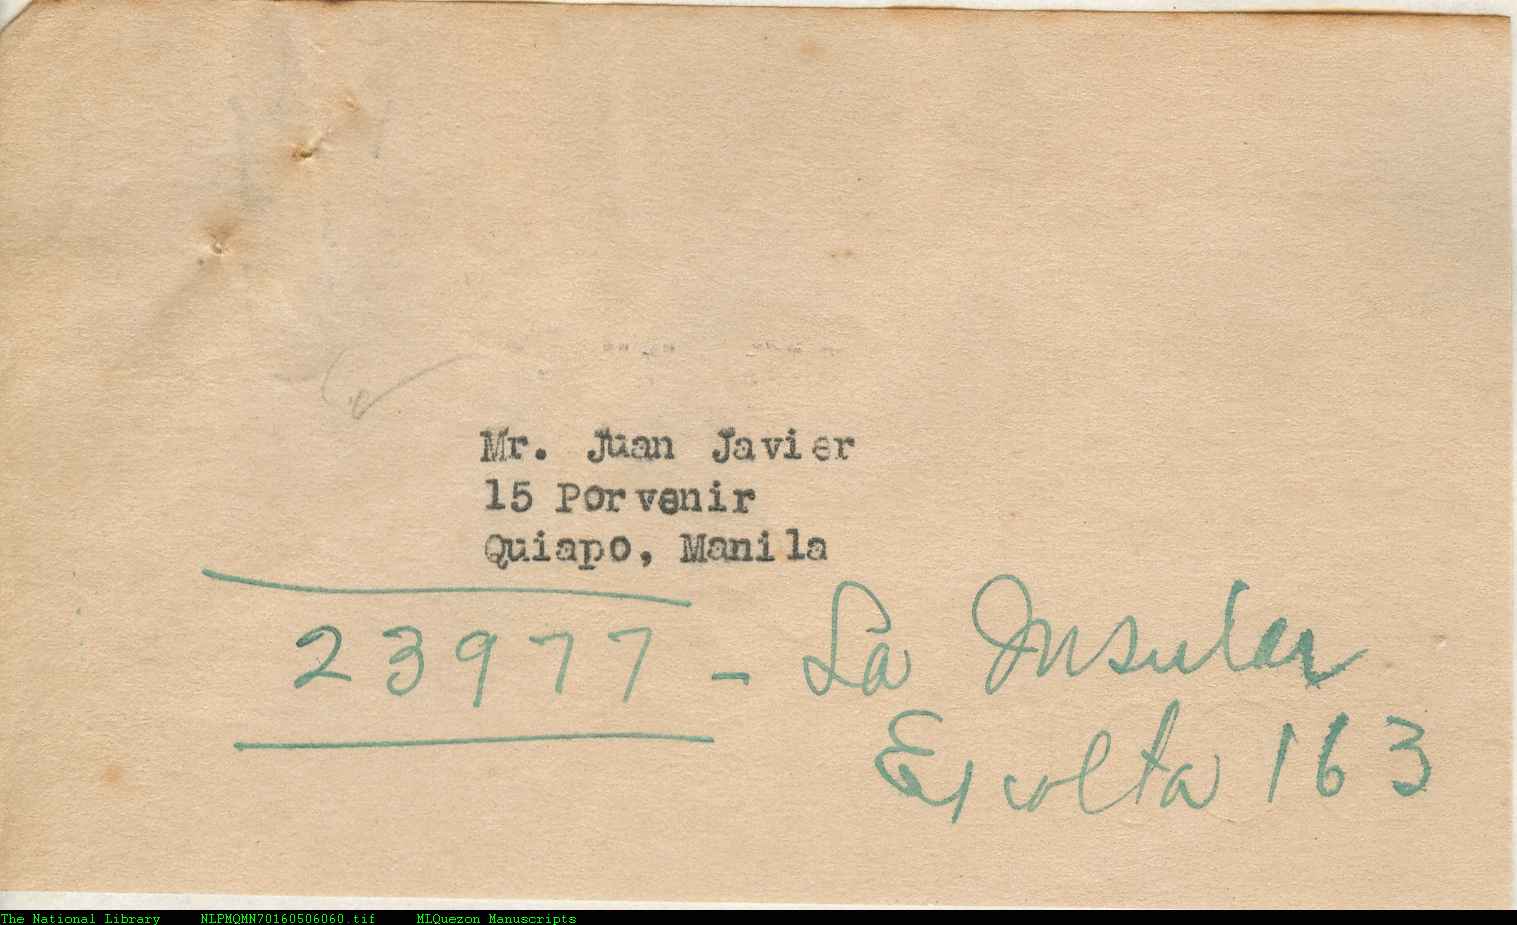 Mr. Juan Javier
15 Porvenir
Quiapo, Manila
23977 - La Insular
Escolta 163
The National Library NLPMQMN70160506060.tif MLQuezon Manuscripts